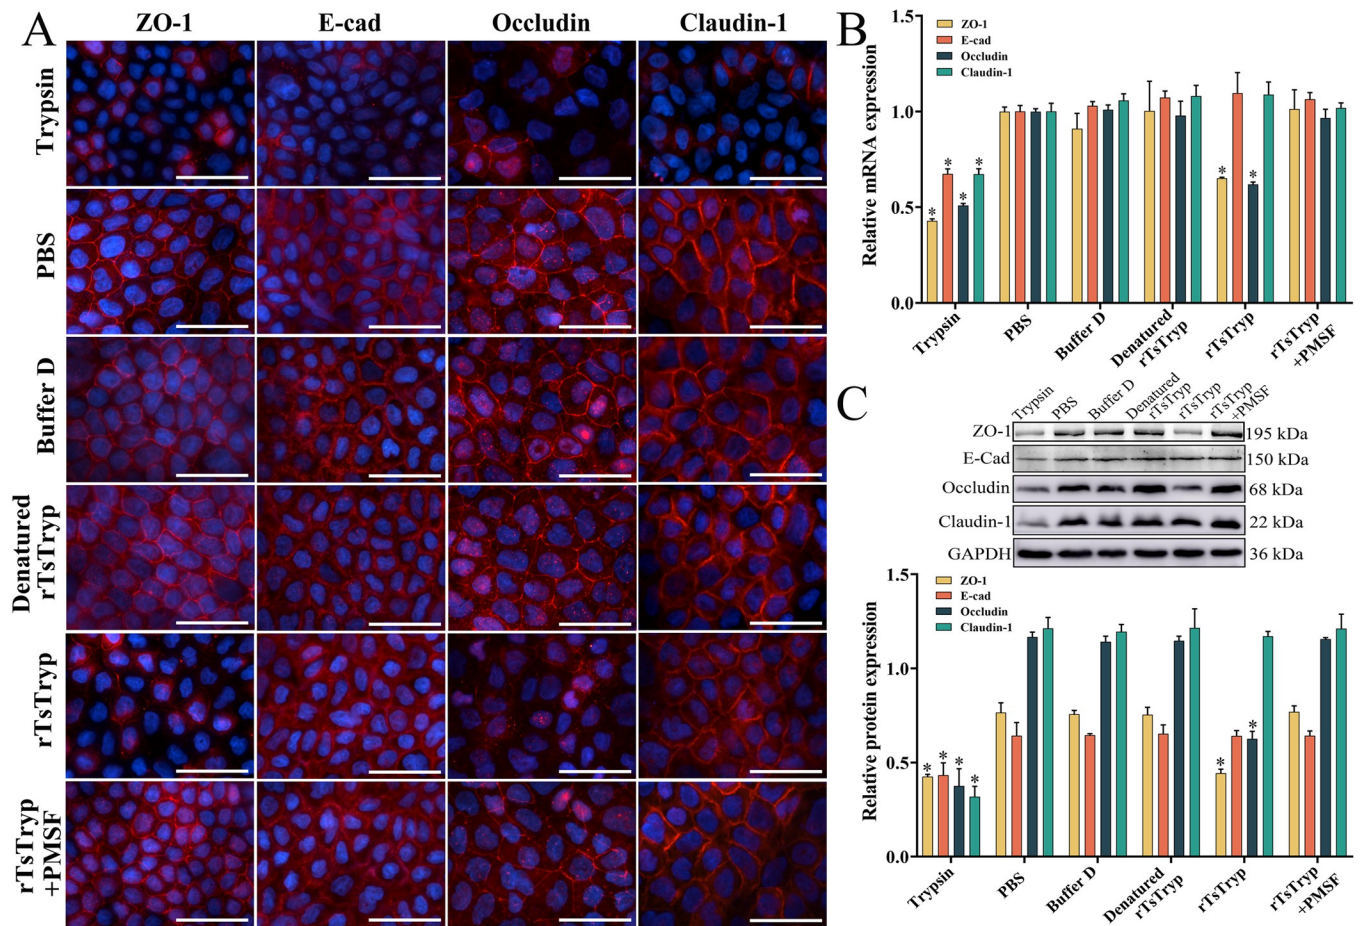 A
ZO-1 E-cad Occludin Claudin-1
Trypsin
PBS
Buffer D
Denatured
rTsTryp
rTsTryp
rTsTryp
+PMSF
B
Relative mRNA expression
1.5
1.0
0.5
0.0
ZO-1
E-cad
Occludin
Claudin-1
* * * *
* *
Trypsin
PBS
Buffer D
Denatured
rTsTryp
rTsTryp
rTsTryp
+PMSF
C
Trypsin
PBS
Buffer D
Denatured
rTsTryp
rTsTryp
rTsTryp
+PMSF
ZO-1 195 kDa
E-Cad 150 kDa
Occludin 68 kDa
Claudin-1 22 kDa
GAPDH 36 kDa
Relative protein expression
1.5
1.0
0.5
0.0
ZO-1
E-cad
Occludin
Claudin-1
* * * *
* *
Trypsin
PBS
Buffer D
Denatured
rTsTryp
rTsTryp
rTsTryp
+PMSF